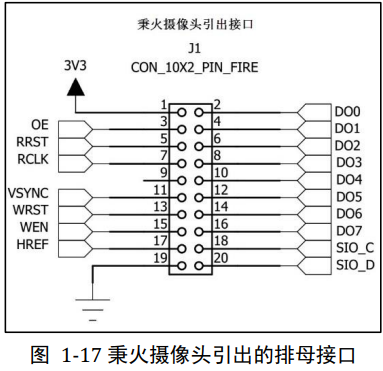 秉火摄像头引出接口
J1
3V3
CON_10X2_PIN_FIRE
1 2 DO0
OE 3 4 DO1
RRST 5 6 DO2
RCLK 7 8 DO3
9 10 DO4
VSYNC 11 12 DO5
WRST 13 14 DO6
WEN 15 16 DO7
HREF 17 18 SIO_C
19 20 SIO_D
图 1-17 秉火摄像头引出的排母接口